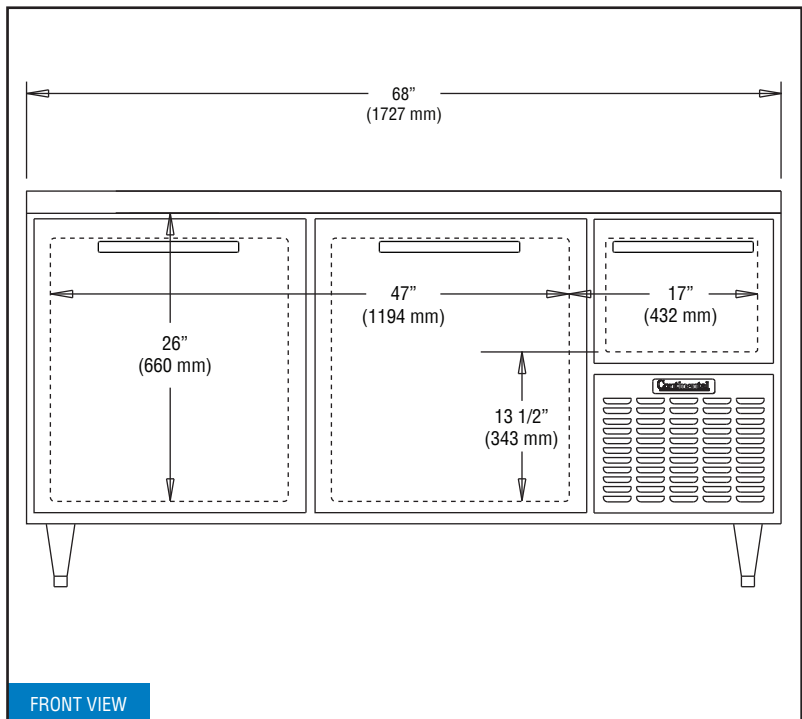 68”
(1727 mm)
47”
(1194 mm)
17”
(432 mm)
26”
(660 mm)
13 1/2”
(343 mm)
Continental
FRONT VIEW